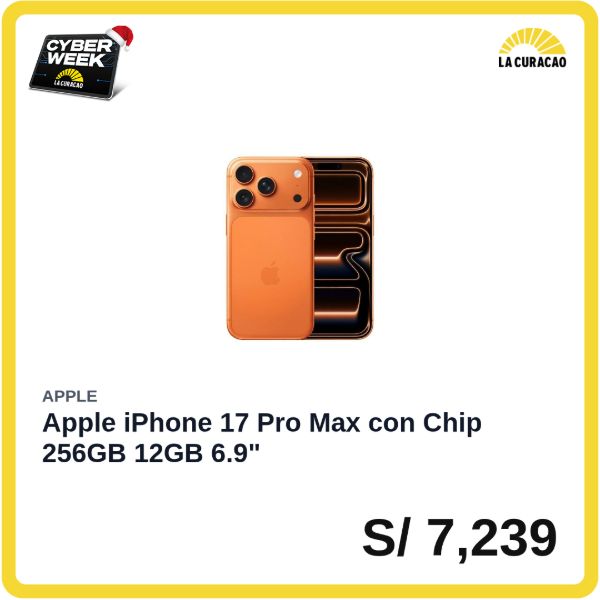 CYBER
WEEK
LA CURACAO
LA CURACAO
APPLE
Apple iPhone 17 Pro Max con Chip
256GB 12GB 6.9"
S/ 7,239